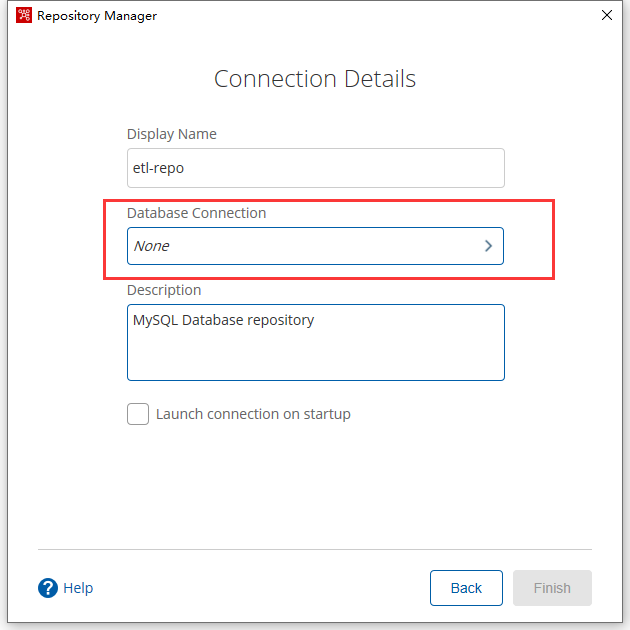 Repository Manager
Connection Details
Display Name
etl-repo
Database Connection
None
Description
MySQL Database repository
Launch connection on startup
? Help
Back
Finish